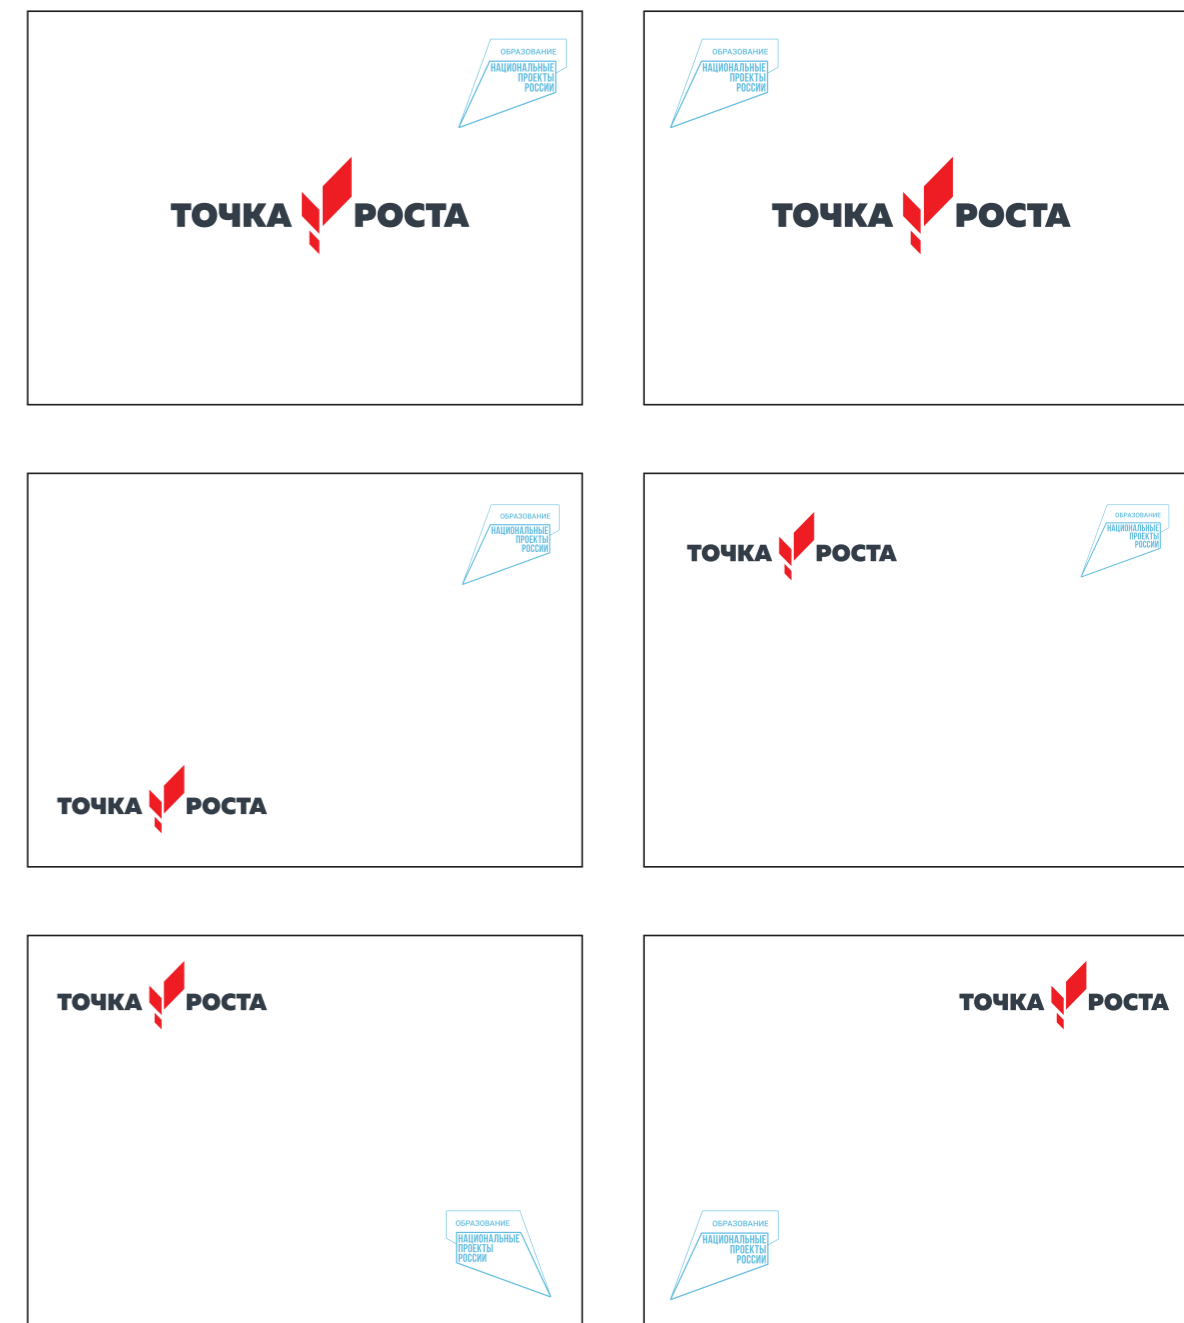 ОБРАЗОВАНИЕ
НАЦИОНАЛЬНЫЕ
ПРОЕКТЫ
РОССИИ
ТОЧКА РОСТА
ОБРАЗОВАНИЕ
НАЦИОНАЛЬНЫЕ
ПРОЕКТЫ
РОССИИ
ТОЧКА РОСТА
ОБРАЗОВАНИЕ
НАЦИОНАЛЬНЫЕ
ПРОЕКТЫ
РОССИИ
ТОЧКА РОСТА
ТОЧКА РОСТА
ОБРАЗОВАНИЕ
НАЦИОНАЛЬНЫЕ
ПРОЕКТЫ
РОССИИ
ТОЧКА РОСТА
ОБРАЗОВАНИЕ
НАЦИОНАЛЬНЫЕ
ПРОЕКТЫ
РОССИИ
ТОЧКА РОСТА
ОБРАЗОВАНИЕ
НАЦИОНАЛЬНЫЕ
ПРОЕКТЫ
РОССИИ